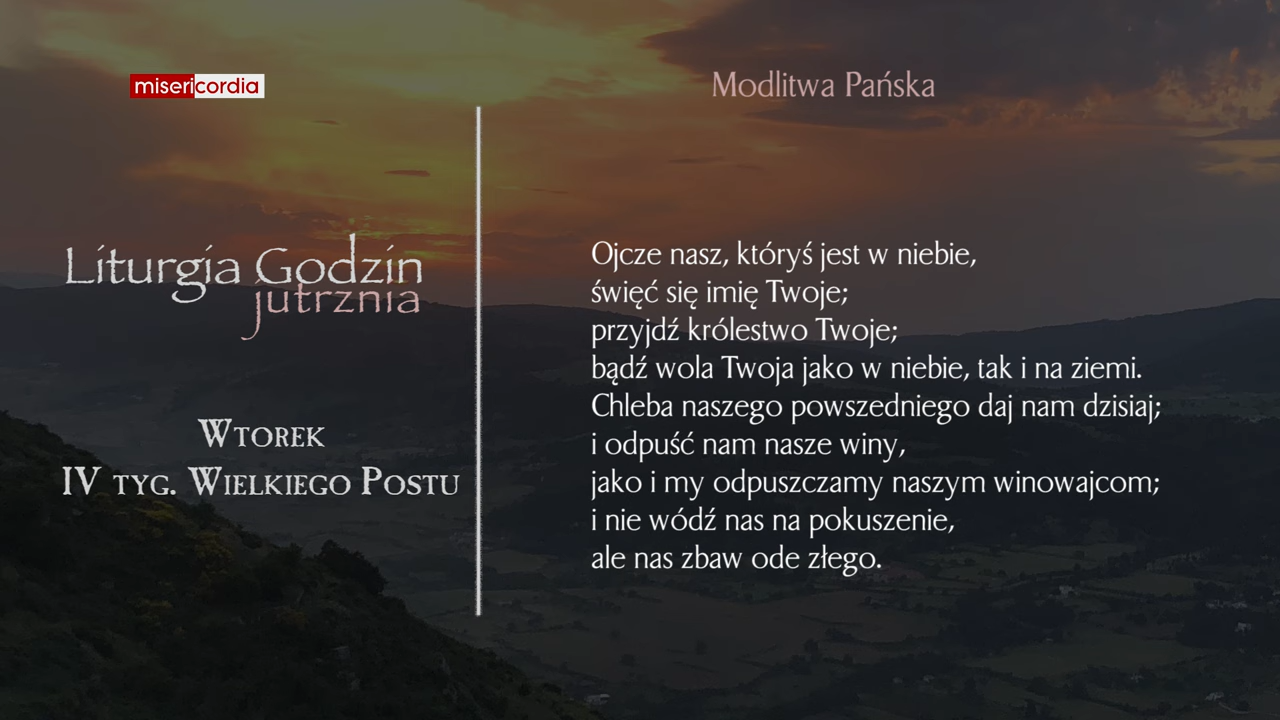 misericordia
Liturgia Godzin
jutrznia
Wtorek
IV tyg. Wielkiego Postu
Modlitwa Pańska
Ojcze nasz, któryś jest w niebie,
święć się imię Twoje;
przyjdź królestwo Twoje;
bądź wola Twoja jako w niebie, tak i na ziemi.
Chleba naszego powszedniego daj nam dzisiaj;
i odpuść nam nasze winy,
jako i my odpuszczamy naszym winowajcom;
i nie wódź nas na pokuszenie,
ale nas zbaw ode złego.